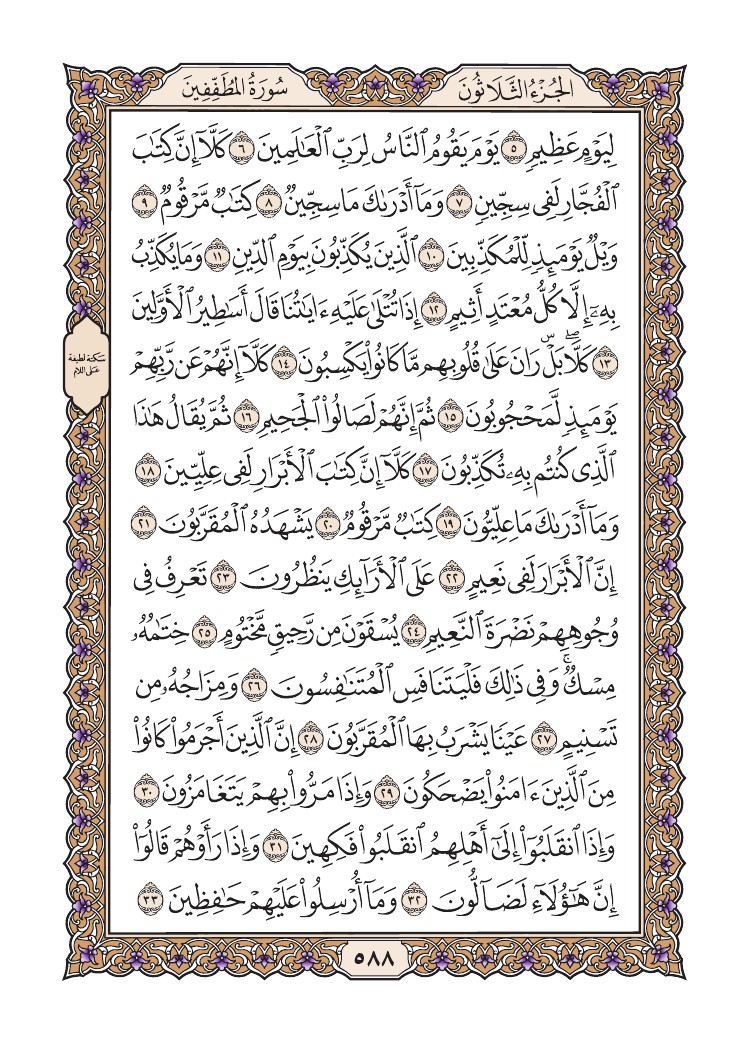 الجُزْءُ الثَّلَاثُونَ
سُورَةُ المُطَفِّفِينَ
لِيَوْمٍ عَظِيمٍ ٥ يَوْمَ يَقُومُ ٱلنَّاسُ لِرَبِّ ٱلْعَٰلَمِينَ ٦ كَلَّآ إِنَّ كِتَٰبَ
ٱلْفُجَّارِ لَفِى سِجِّينٍ ٧ وَمَآ أَدْرَىٰكَ مَا سِجِّينٌ ٨ كِتَٰبٌ مَّرْقُومٌ ٩
وَيْلٌ يَوْمَئِذٍ لِّلْمُكَذِّبِينَ ١٠ ٱلَّذِينَ يُكَذِّبُونَ بِيَوْمِ ٱلدِّينِ ١١ وَمَا يُكَذِّبُ
بِهِۦٓ إِلَّا كُلُّ مُعْتَدٍ أَثِيمٍ ١٢ إِذَا تُتْلَىٰ عَلَيْهِ ءَايَٰتُنَا قَالَ أَسَٰطِيرُ ٱلْأَوَّلِينَ
١٣ كَلَّا ۖ بَلْ ۜ رَانَ عَلَىٰ قُلُوبِهِم مَّا كَانُوا۟ يَكْسِبُونَ ١٤ كَلَّآ إِنَّهُمْ عَن رَّبِّهِمْ
سكتة لطيفة
على اللام
يَوْمَئِذٍ لَّمَحْجُوبُونَ ١٥ ثُمَّ إِنَّهُمْ لَصَالُوا۟ ٱلْجَحِيمِ ١٦ ثُمَّ يُقَالُ هَٰذَا
ٱلَّذِى كُنتُم بِهِۦ تُكَذِّبُونَ ١٧ كَلَّآ إِنَّ كِتَٰبَ ٱلْأَبْرَارِ لَفِى عِلِّيِّينَ ١٨
وَمَآ أَدْرَىٰكَ مَا عِلِّيُّونَ ١٩ كِتَٰبٌ مَّرْقُومٌ ٢٠ يَشْهَدُهُ ٱلْمُقَرَّبُونَ ٢١
إِنَّ ٱلْأَبْرَارَ لَفِى نَعِيمٍ ٢٢ عَلَى ٱلْأَرَآئِكِ يَنظُرُونَ ٢٣ تَعْرِفُ فِى
وُجُوهِهِمْ نَضْرَةَ ٱلنَّعِيمِ ٢٤ يُسْقَوْنَ مِن رَّحِيقٍ مَّخْتُومٍ ٢٥ خِتَٰمُهُۥ
مِسْكٌ ۚ وَفِى ذَٰلِكَ فَلْيَتَنَافَسِ ٱلْمُتَنَٰفِسُونَ ٢٦ وَمِزَاجُهُۥ مِن
تَسْنِيمٍ ٢٧ عَيْنًا يَشْرَبُ بِهَا ٱلْمُقَرَّبُونَ ٢٨ إِنَّ ٱلَّذِينَ أَجْرَمُوا۟ كَانُوا۟
مِنَ ٱلَّذِينَ ءَامَنُوا۟ يَضْحَكُونَ ٢٩ وَإِذَا مَرُّوا۟ بِهِمْ يَتَغَامَزُونَ ٣٠
وَإِذَا ٱنقَلَبُوٓا۟ إِلَىٰٓ أَهْلِهِمُ ٱنقَلَبُوا۟ فَكِهِينَ ٣١ وَإِذَا رَأَوْهُمْ قَالُوٓا۟
إِنَّ هَٰٓؤُلَآءِ لَضَآلُّونَ ٣٢ وَمَآ أُرْسِلُوا۟ عَلَيْهِمْ حَٰفِظِينَ ٣٣
٥٨٨